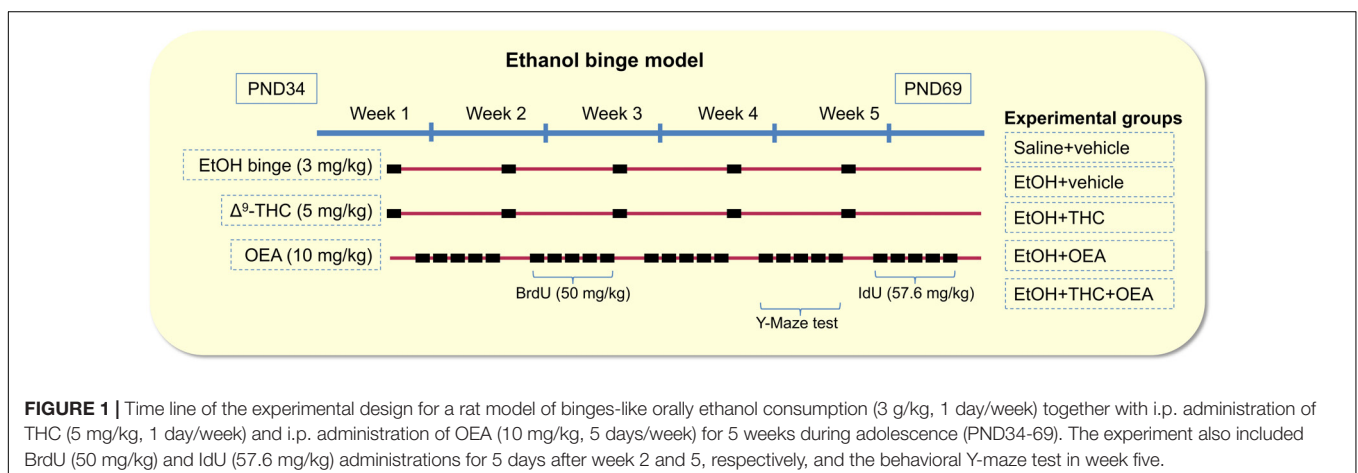 Ethanol binge model
PND34
PND69
Week 1
Week 2
Week 3
Week 4
Week 5
Experimental groups
Saline+vehicle
EtOH binge (3 mg/kg)
EtOH+vehicle
Δ⁹-THC (5 mg/kg)
EtOH+THC
OEA (10 mg/kg)
EtOH+OEA
BrdU (50 mg/kg)
IdU (57.6 mg/kg)
EtOH+THC+OEA
Y-Maze test
FIGURE 1 | Time line of the experimental design for a rat model of binges-like orally ethanol consumption (3 g/kg, 1 day/week) together with i.p. administration of
THC (5 mg/kg, 1 day/week) and i.p. administration of OEA (10 mg/kg, 5 days/week) for 5 weeks during adolescence (PND34-69). The experiment also included
BrdU (50 mg/kg) and IdU (57.6 mg/kg) administrations for 5 days after week 2 and 5, respectively, and the behavioral Y-maze test in week five.